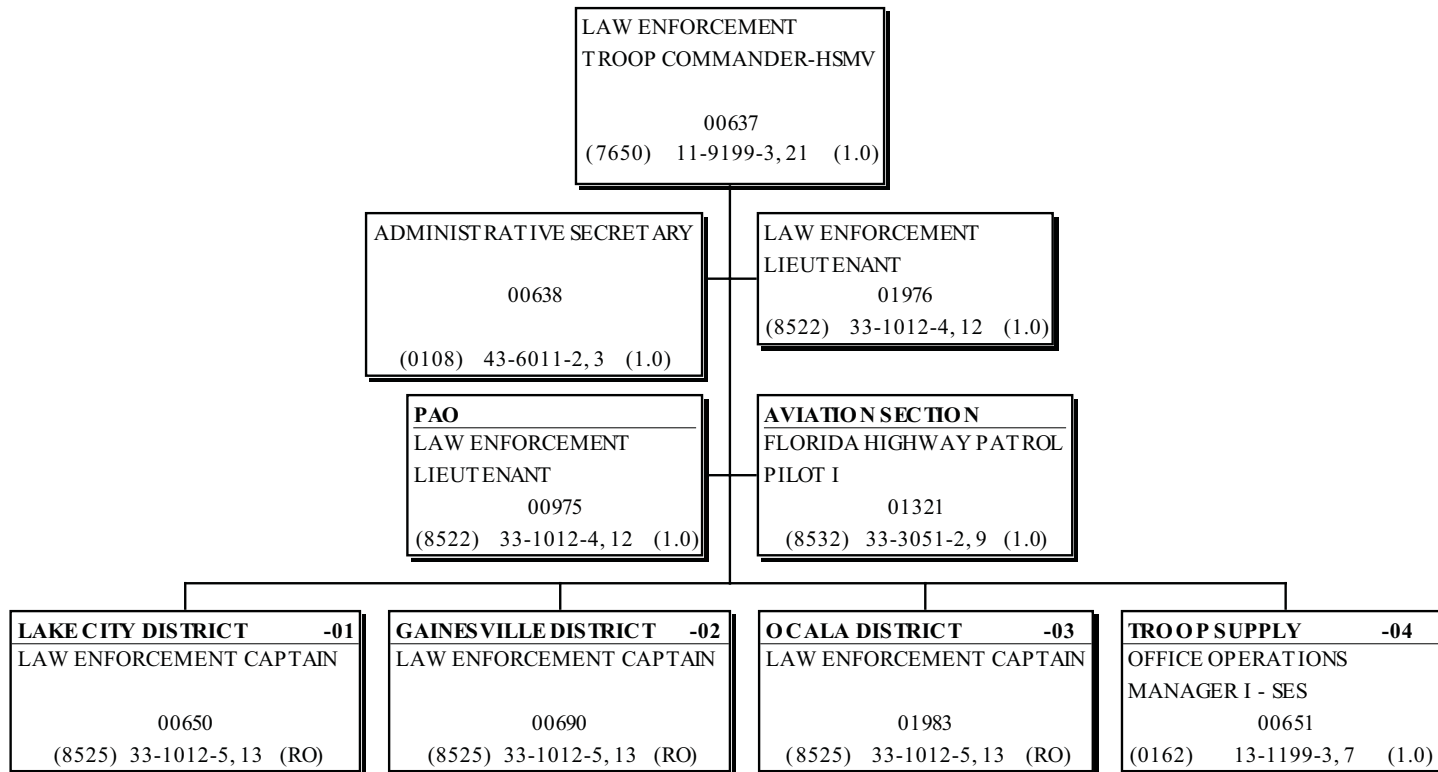 LAW ENFORCEMENT
TROOP COMMANDER-HSMV
00637
(7650) 11-9199-3, 21 (1.0)
ADMINISTRATIVE SECRETARY
00638
(0108) 43-6011-2, 3 (1.0)
LAW ENFORCEMENT
LIEUTENANT
01976
(8522) 33-1012-4, 12 (1.0)
PAO
LAW ENFORCEMENT
LIEUTENANT
00975
(8522) 33-1012-4, 12 (1.0)
AVIATION SECTION
FLORIDA HIGHWAY PATROL
PILOT I
01321
(8532) 33-3051-2, 9 (1.0)
LAKE CITY DISTRICT -01
LAW ENFORCEMENT CAPTAIN
00650
(8525) 33-1012-5, 13 (RO)
GAINESVILLE DISTRICT -02
LAW ENFORCEMENT CAPTAIN
00690
(8525) 33-1012-5, 13 (RO)
OCALA DISTRICT -03
LAW ENFORCEMENT CAPTAIN
01983
(8525) 33-1012-5, 13 (RO)
TROOP SUPPLY -04
OFFICE OPERATIONS
MANAGER I - SES
00651
(0162) 13-1199-3, 7 (1.0)